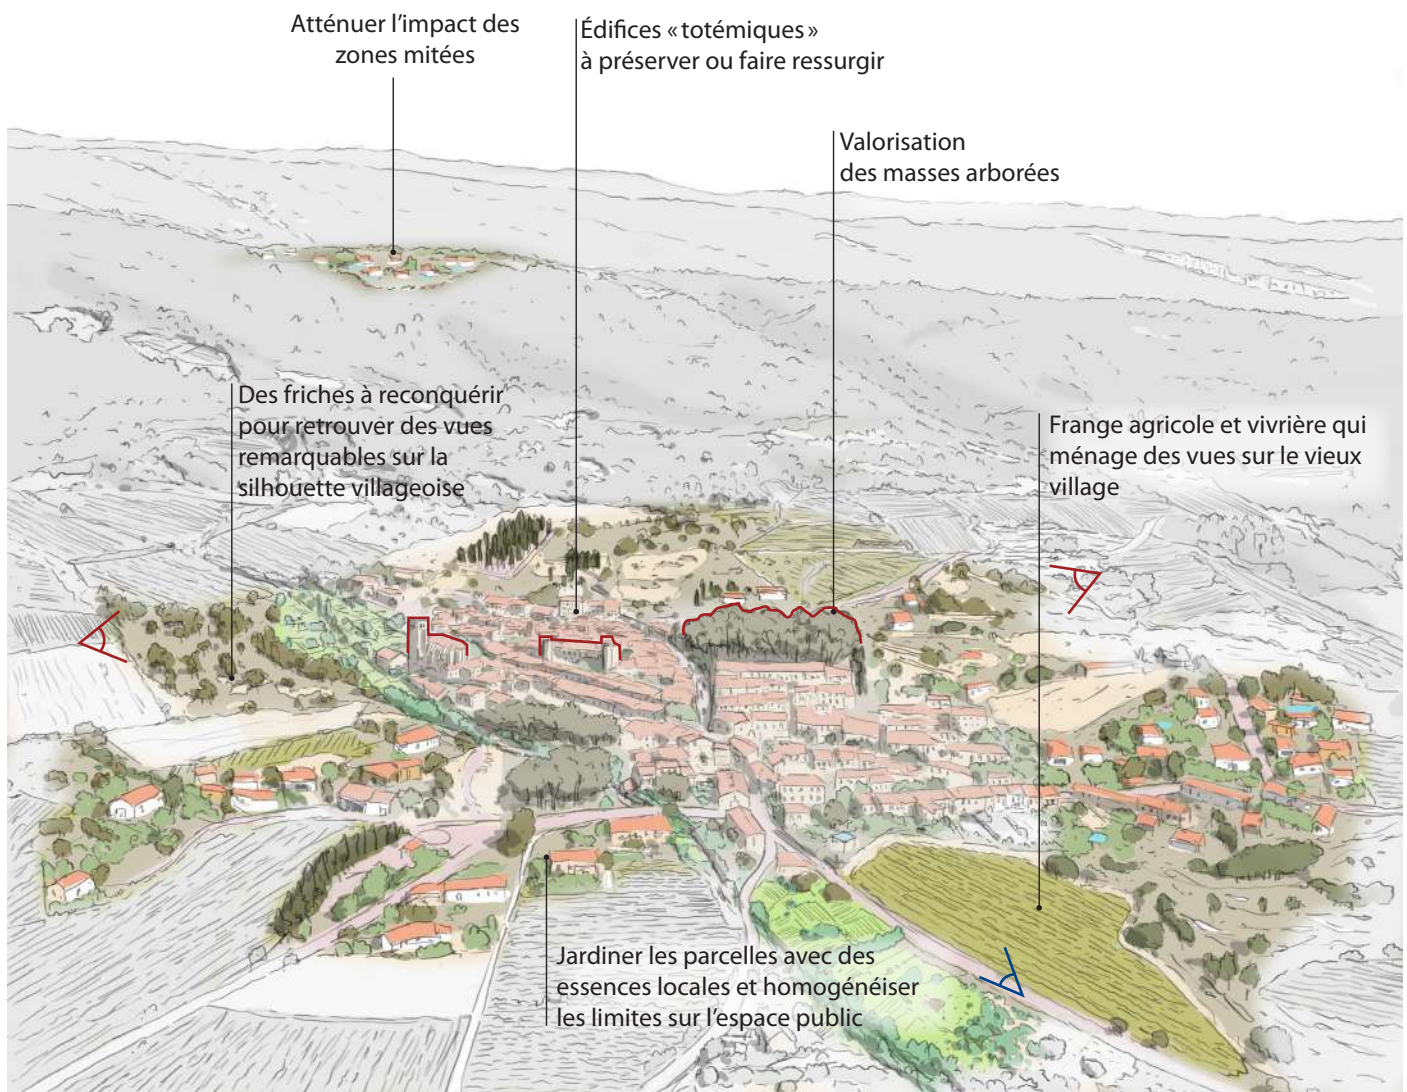 Atténuer l’impact des
zones mitées
Édifices « totémiques »
à préserver ou faire ressurgir
Valorisation
des masses arborées
Des friches à reconquérir
pour retrouver des vues
remarquables sur la
silhouette villageoise
Frange agricole et vivrière qui
ménage des vues sur le vieux
village
Jardiner les parcelles avec des
essences locales et homogénéiser
les limites sur l’espace public